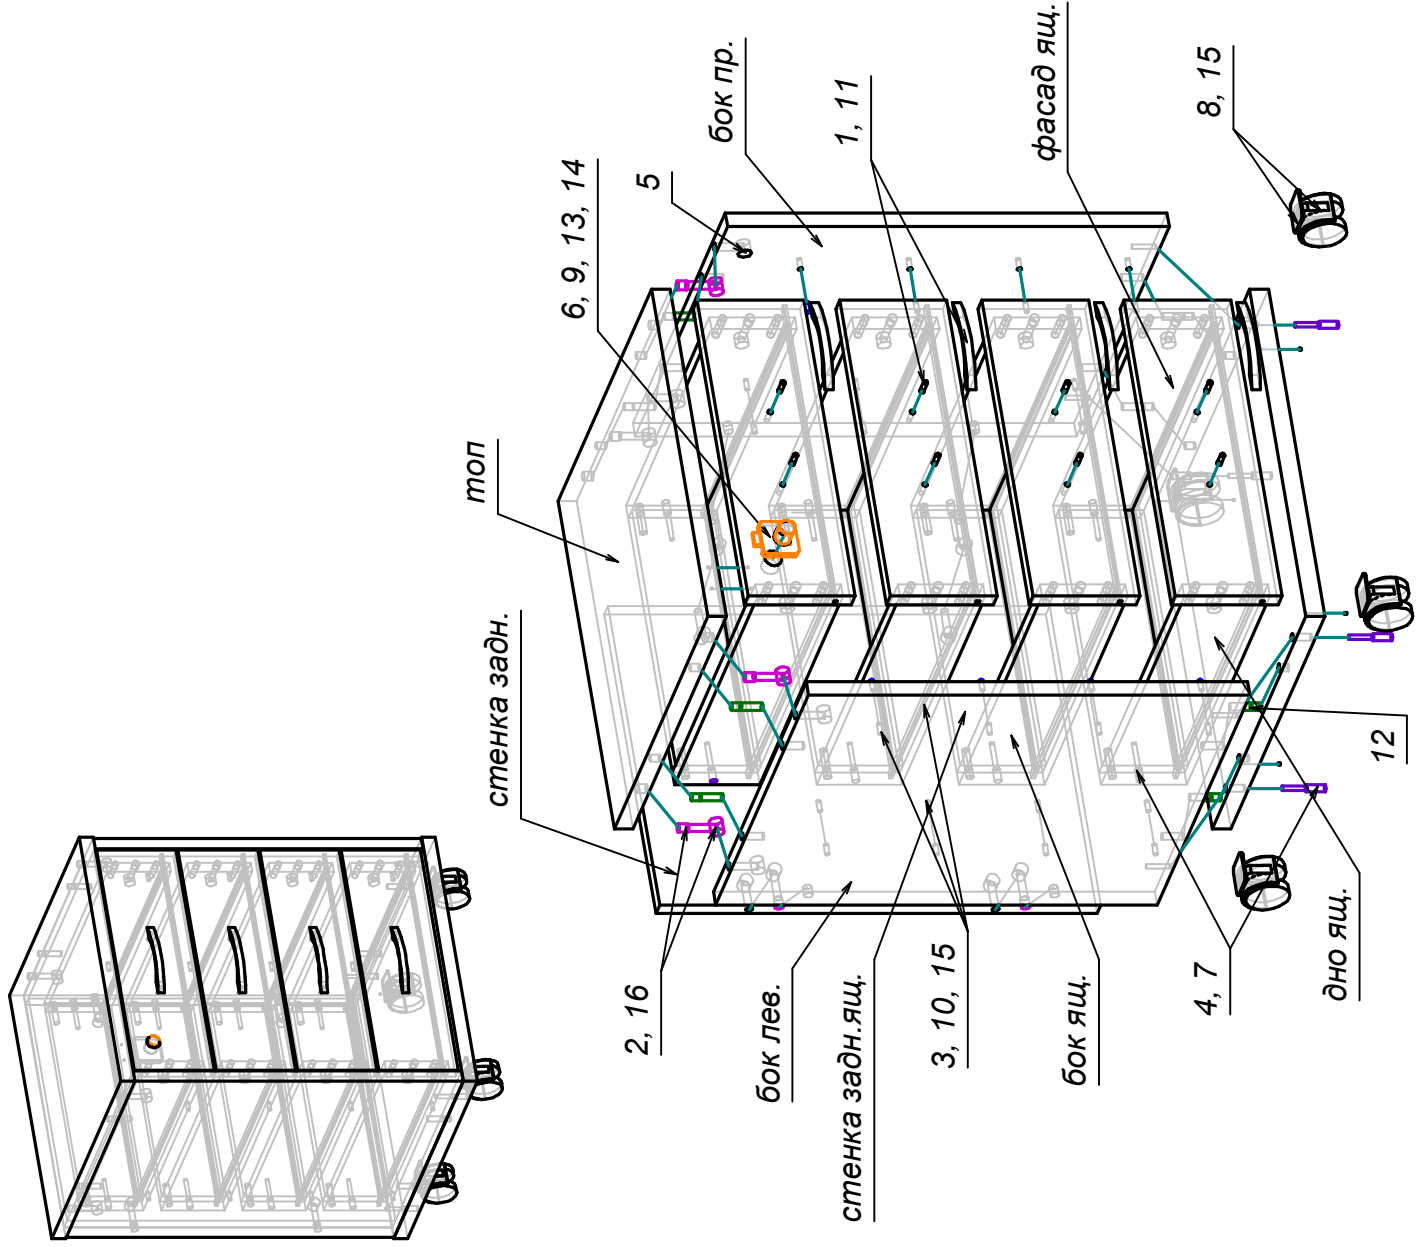 топ
стенка задн.
6, 9, 13, 14
5
бок пр.
1, 11
фасад ящ.
8, 15
2, 16
бок лев.
стенка задн.ящ.
3, 10, 15
бок ящ.
4, 7
дно ящ.
12